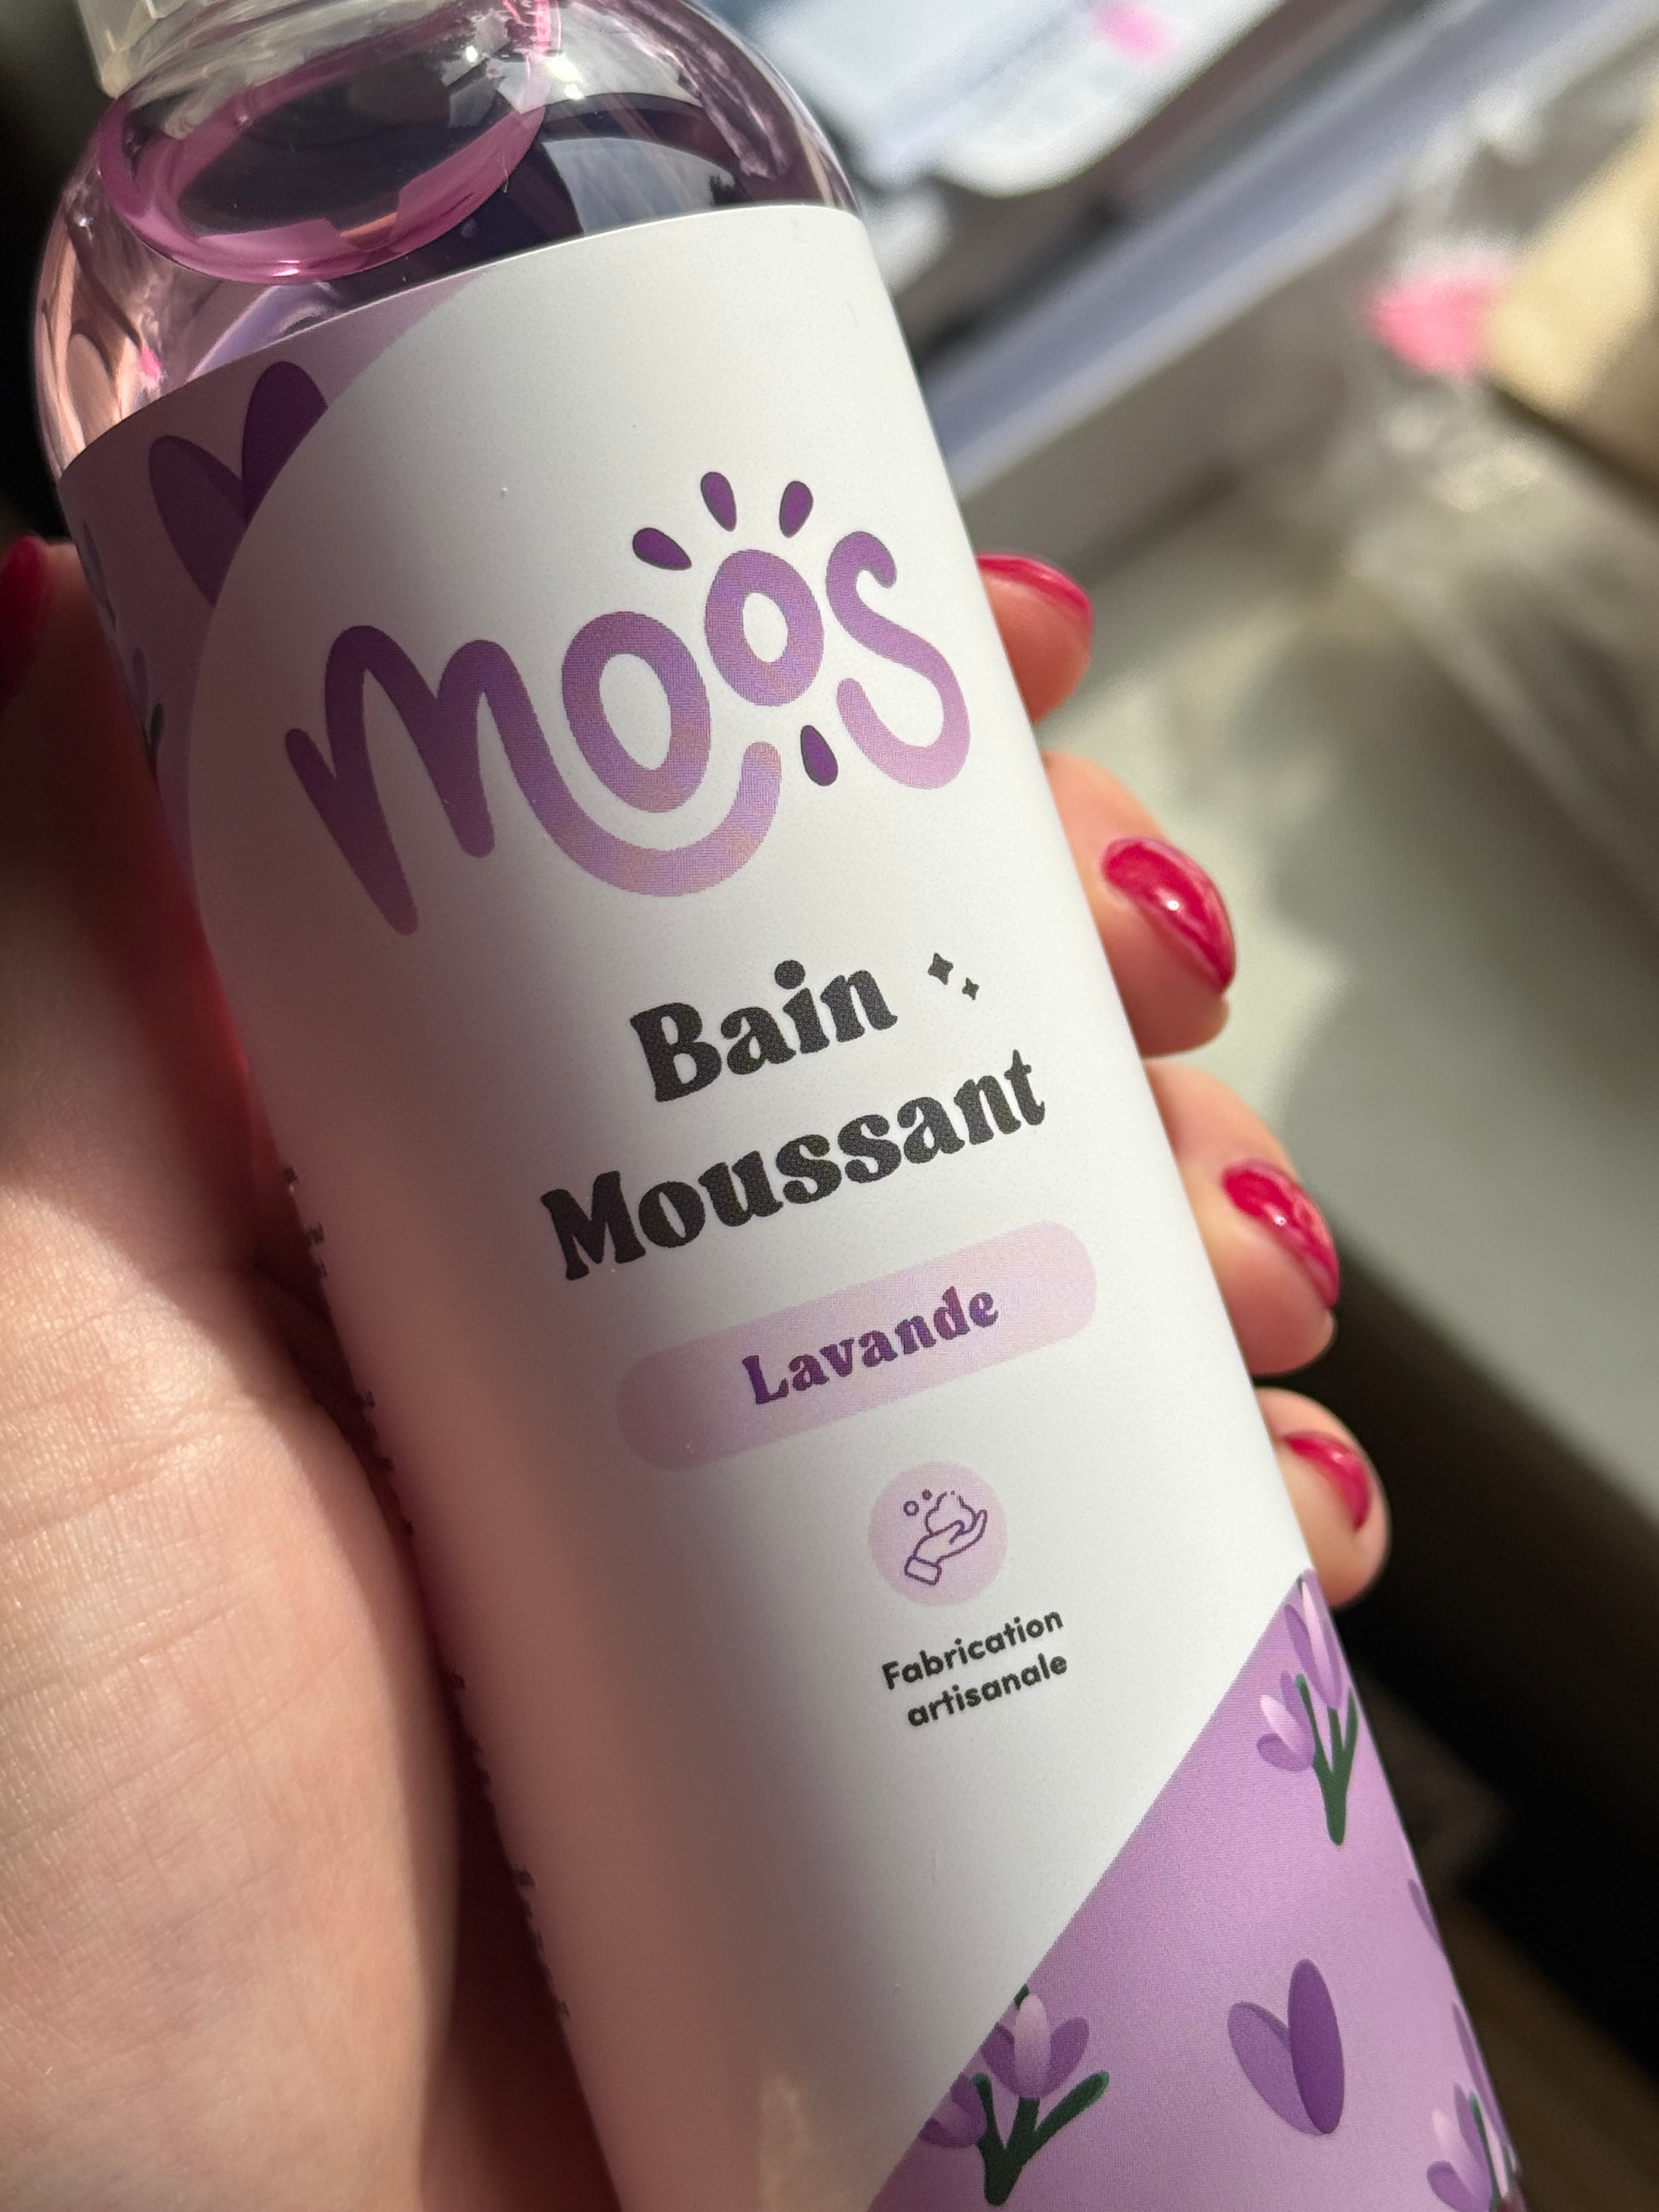 moos
Bain
Moussant
Lavande
Fabrication
artisanale